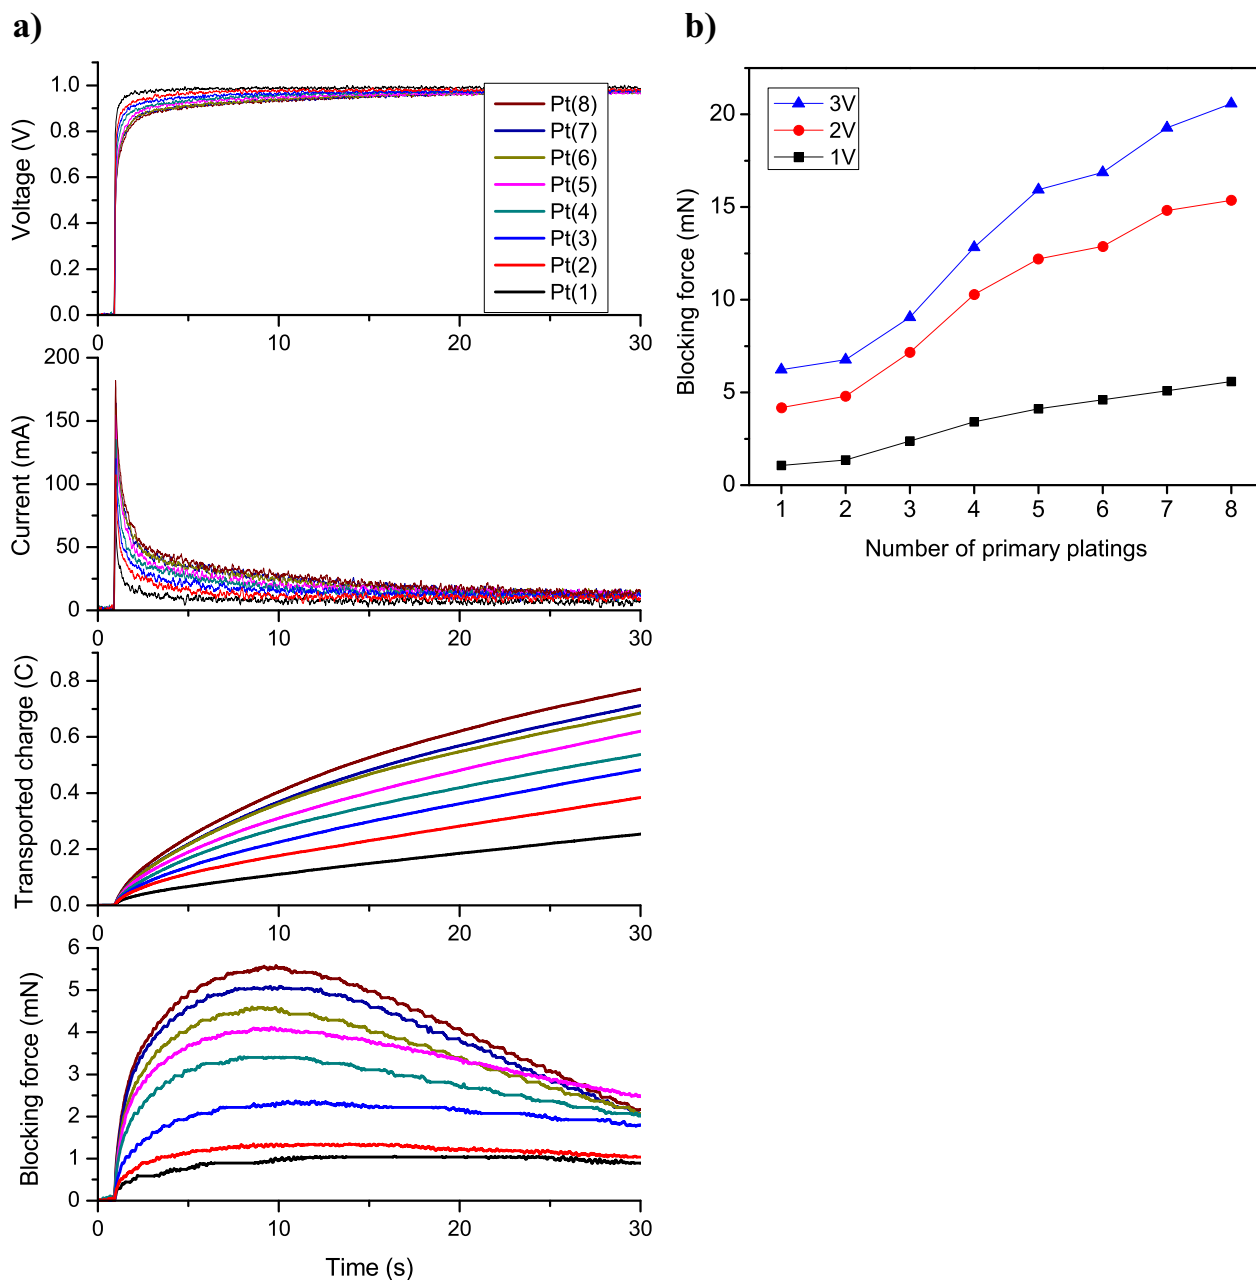 a)
Voltage (V)
1.0
0.8
0.6
0.4
0.2
0.0
Pt(8)
Pt(7)
Pt(6)
Pt(5)
Pt(4)
Pt(3)
Pt(2)
Pt(1)
0 10 20 30
Current (mA)
200
150
100
50
0
0 10 20 30
Transported charge (C)
0.8
0.6
0.4
0.2
0.0
0 10 20 30
Blocking force (mN)
6
5
4
3
2
1
0
0 10 20 30
Time (s)
b)
Blocking force (mN)
20
15
10
5
0
3V
2V
1V
1 2 3 4 5 6 7 8
Number of primary platings